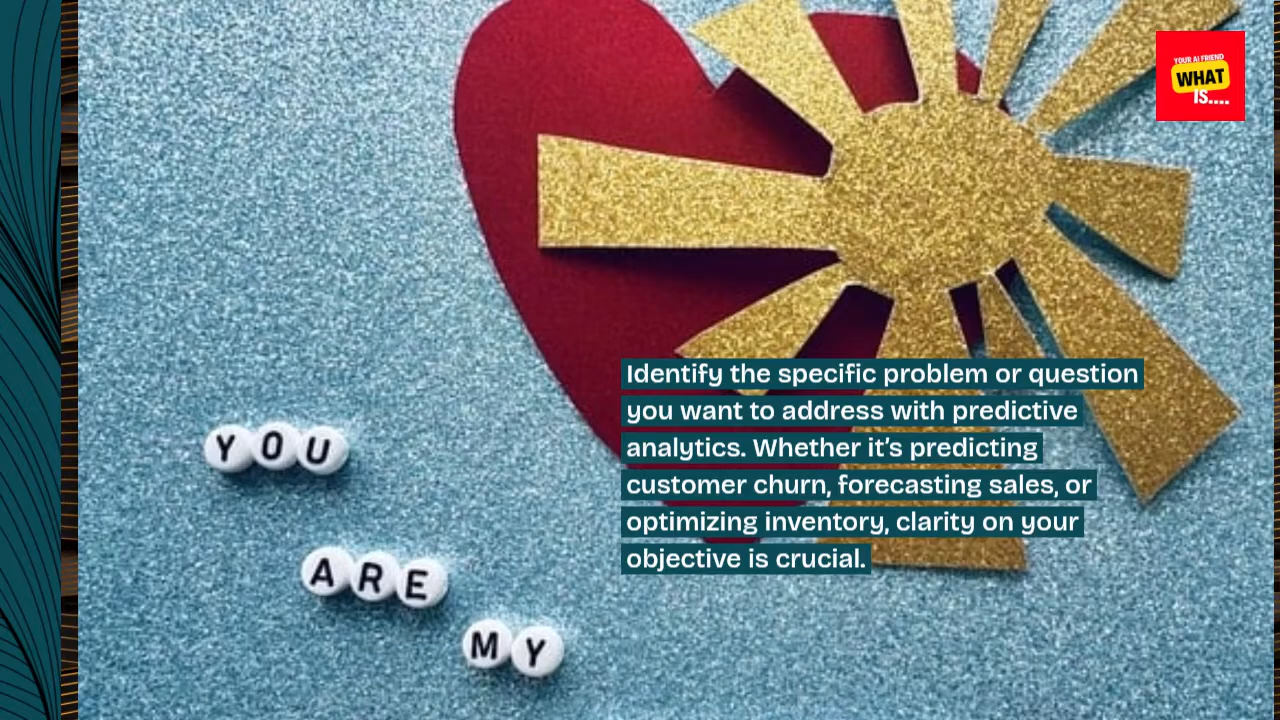 YOUR AI FRIEND
WHAT
IS....
Identify the specific problem or question
you want to address with predictive
analytics. Whether it's predicting
customer churn, forecasting sales, or
optimizing inventory, clarity on your
objective is crucial.
YOU
ARE
MY